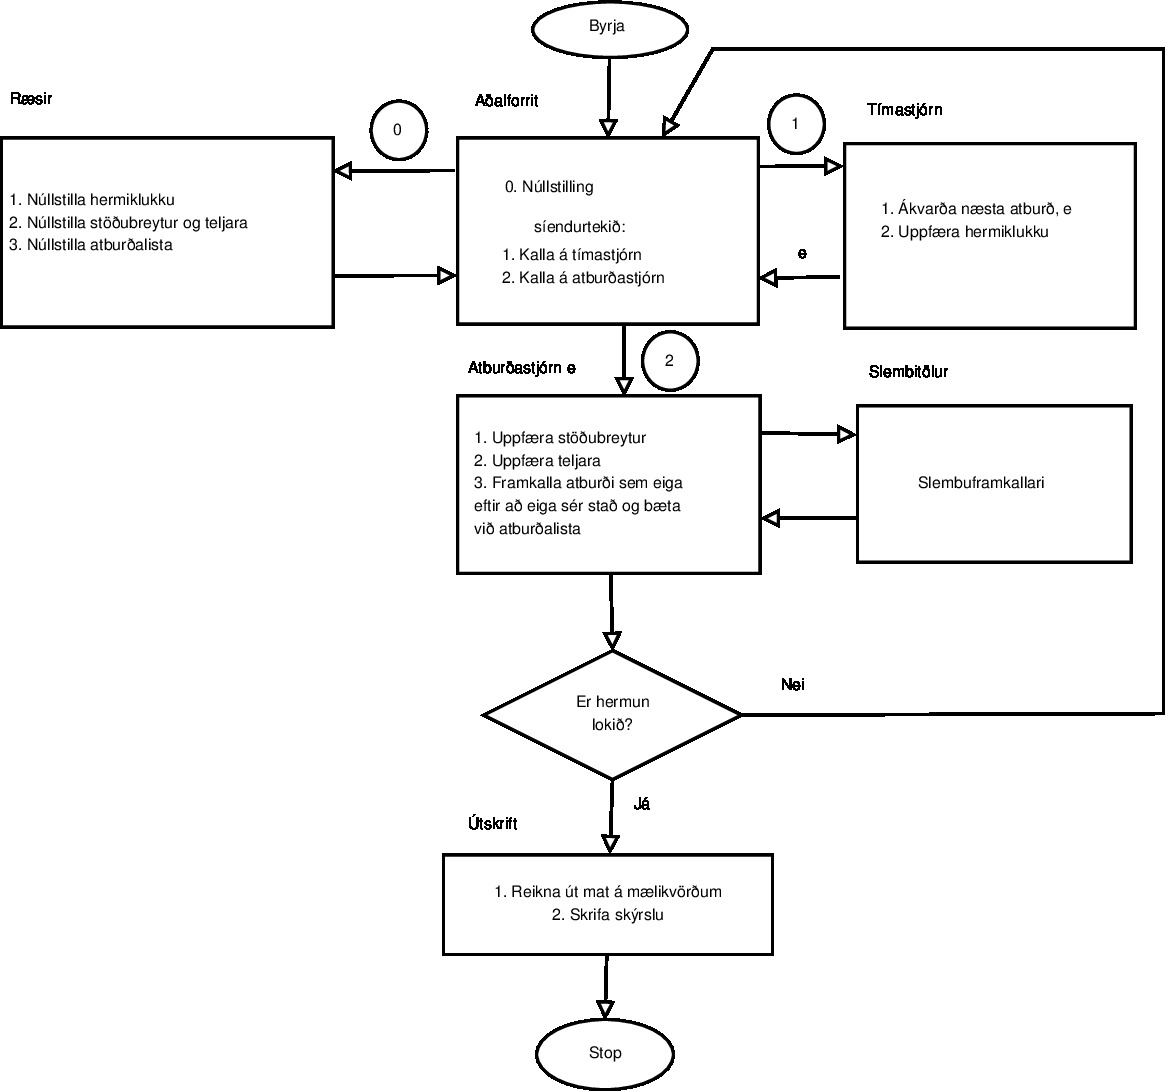 Byrja
Ræsir
0
Aðalforrit
1
Tímastjórn
1. Núllstilla hermiklukku
2. Núllstilla stöðubreytur og teljara
3. Núllstilla atburðalista
0. Núllstilling
síendurtekið:
1. Kalla á tímastjórn
2. Kalla á atburðastjórn
1. Ákvarða næsta atburð, e
2. Uppfæra hermiklukku
e
2
Atburðastjórn e
Slembitölur
1. Uppfæra stöðubreytur
2. Uppfæra teljara
3. Framkalla atburði sem eiga
eftir að eiga sér stað og bæta
við atburðalista
Slembuframkallari
Er hermun
lokið?
Nei
Já
Útskrift
1. Reikna út mat á mælikvörðum
2. Skrifa skýrslu
Stop